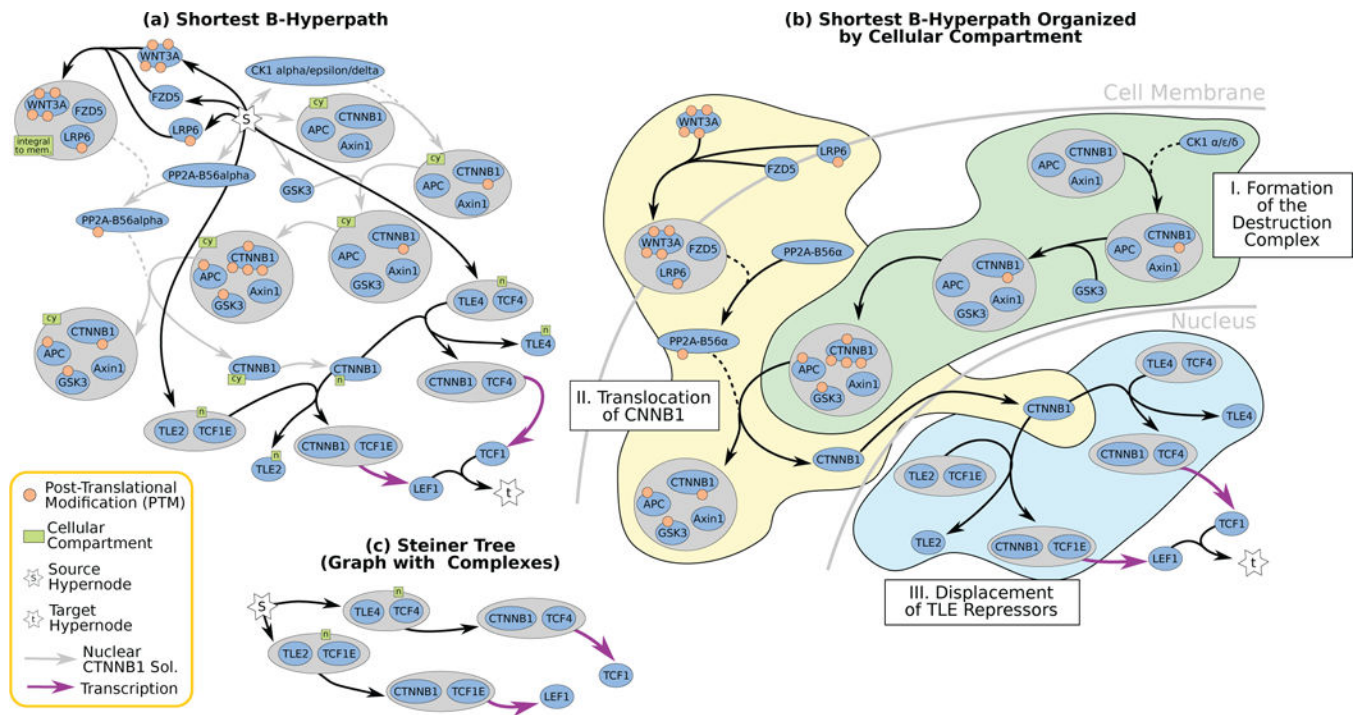 (a) Shortest B-Hyperpath
WNT3A
CK1 alpha/epsilon/delta
WNT3A
FZD5
FZD5
LRP6
LRP6
integral
to mem.
S
cy
CTNNB1
APC
Axin1
cy
CTNNB1
APC
Axin1
PP2A-B56alpha
GSK3
PP2A-B56alpha
cy
CTNNB1
APC
Axin1
GSK3
cy
CTNNB1
APC
Axin1
GSK3
n
TLE4
TCF4
n
TLE4
cy
CTNNB1
APC
Axin1
GSK3
CTNNB1
cy
CTNNB1
n
CTNNB1
TCF4
n
TLE2
TCF1E
n
TLE2
CTNNB1
TCF1E
TCF1
LEF1
t
Post-Translational
Modification (PTM)
Cellular
Compartment
S
Source
Hypernode
t
Target
Hypernode
Nuclear
CTNNB1 Sol.
Transcription
(c) Steiner Tree
(Graph with Complexes)
S
n
TLE4
TCF4
CTNNB1
TCF4
n
TLE2
TCF1E
TCF1
CTNNB1
TCF1E
LEF1
(b) Shortest B-Hyperpath Organized
by Cellular Compartment
Cell Membrane
WNT3A
LRP6
FZD5
CTNNB1
APC
Axin1
CK1 α/ε/δ
I. Formation
of the
Destruction
Complex
WNT3A
FZD5
LRP6
PP2A-B56α
CTNNB1
APC
Axin1
GSK3
CTNNB1
APC
Axin1
GSK3
Nucleus
PP2A-B56α
CTNNB1
APC
Axin1
GSK3
II. Translocation
of CNNB1
TLE4
TCF4
CTNNB1
TLE4
CTNNB1
CTNNB1
TCF4
TLE2
TCF1E
CTNNB1
APC
Axin1
GSK3
TLE2
CTNNB1
TCF1E
TCF1
LEF1
t
III. Displacement
of TLE Repressors